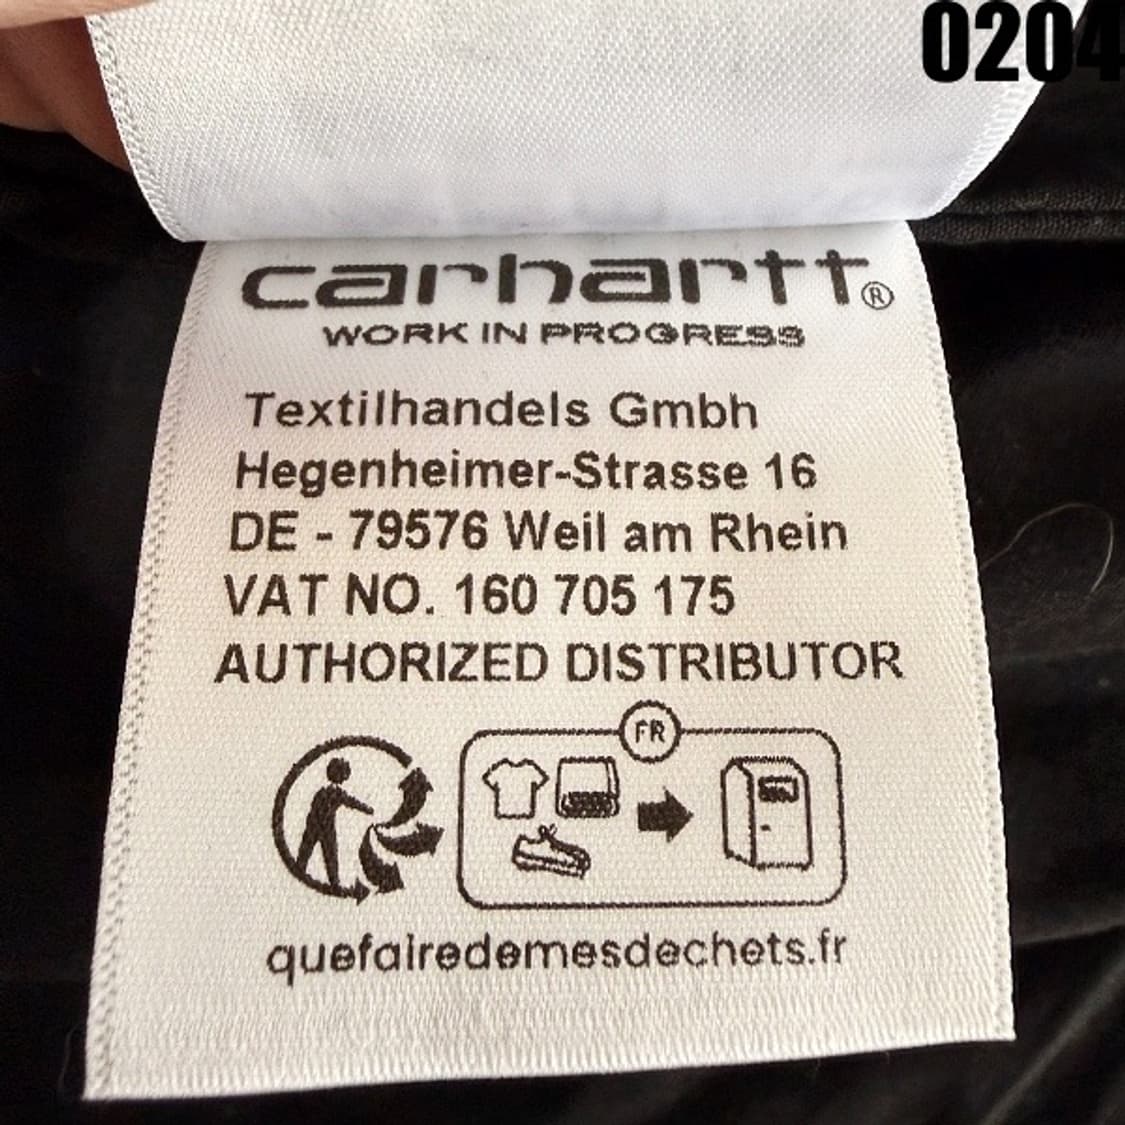 0204
carhartt®
WORK IN PROGRESS
Textilhandels Gmbh
Hegenheimer-Strasse 16
DE - 79576 Weil am Rhein
VAT NO. 160 705 175
AUTHORIZED DISTRIBUTOR
FR
quefairedemesdechets.fr